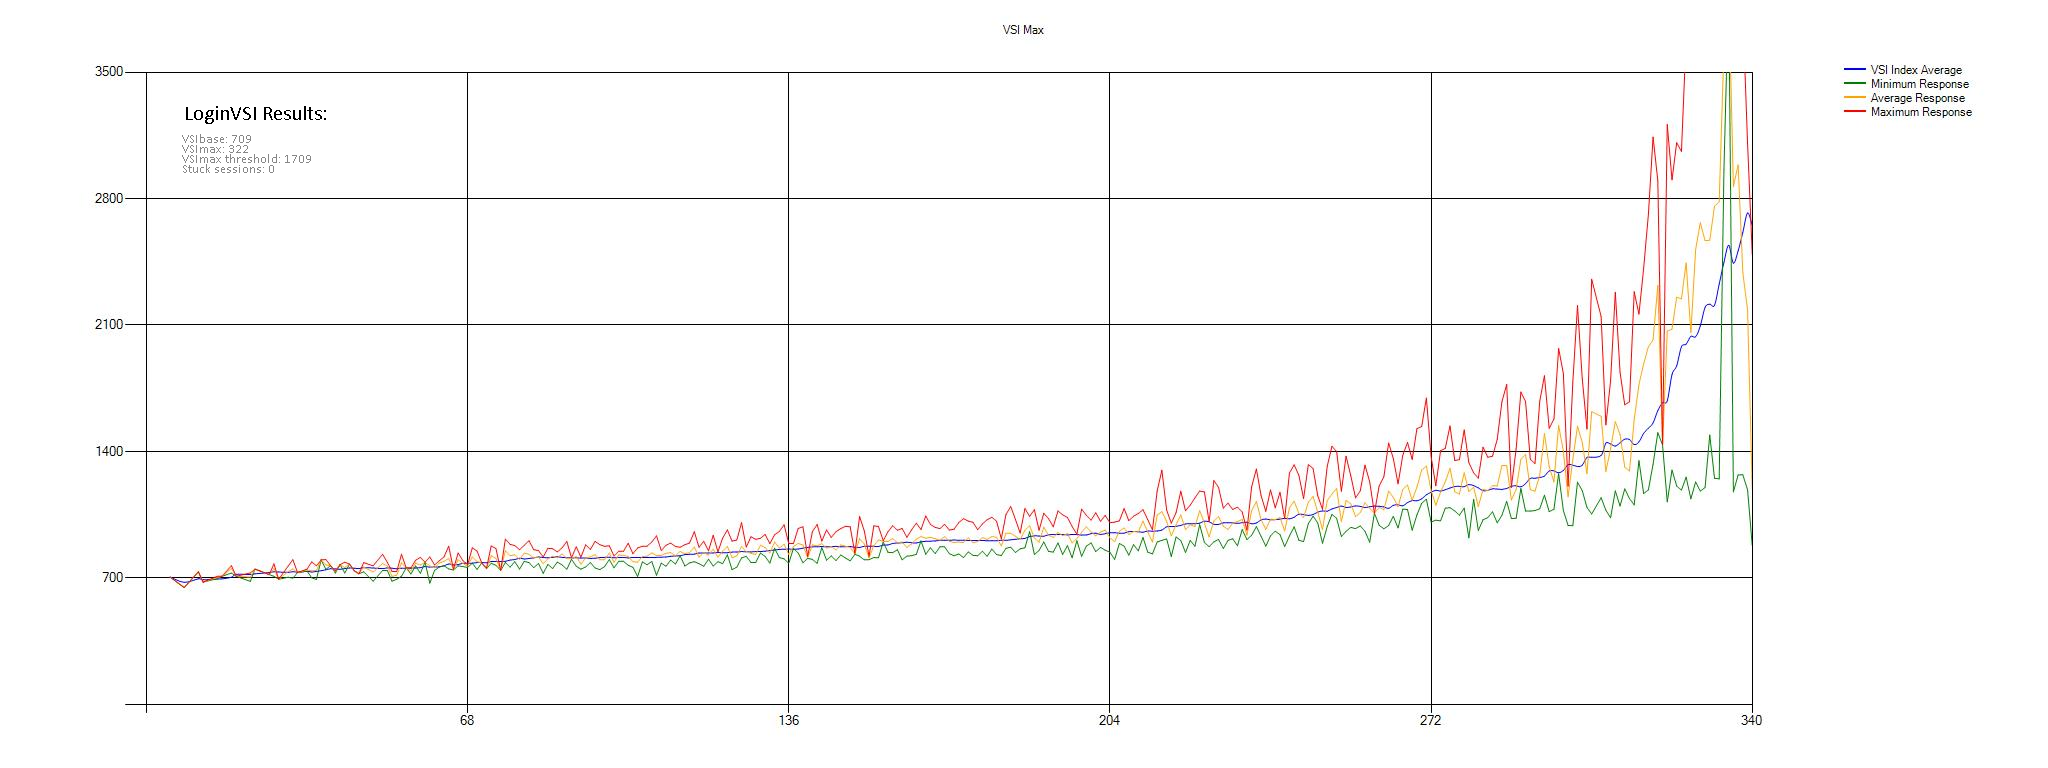 VSI Max
3500
2800
2100
1400
700
LoginVSI Results:
VSIbase: 709
VSImax: 322
VSImax threshold: 1709
Stuck sessions: 0
VSI Index Average
Minimum Response
Average Response
Maximum Response
68
136
204
272
340